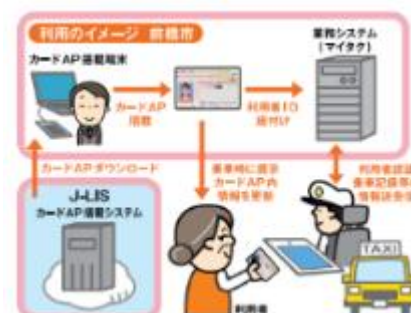 利用のイメージ 前橋市
カードAP搭載端末
業務システム
(マイタク)
カードAP
搭載
利用者ID
紐付け
カードAPダウンロード
乗車時に提示
カードAP内
情報を更新
利用者認証
乗車記録等の
情報送受信
J-LIS
カードAP搭載システム
TAXI
利用者